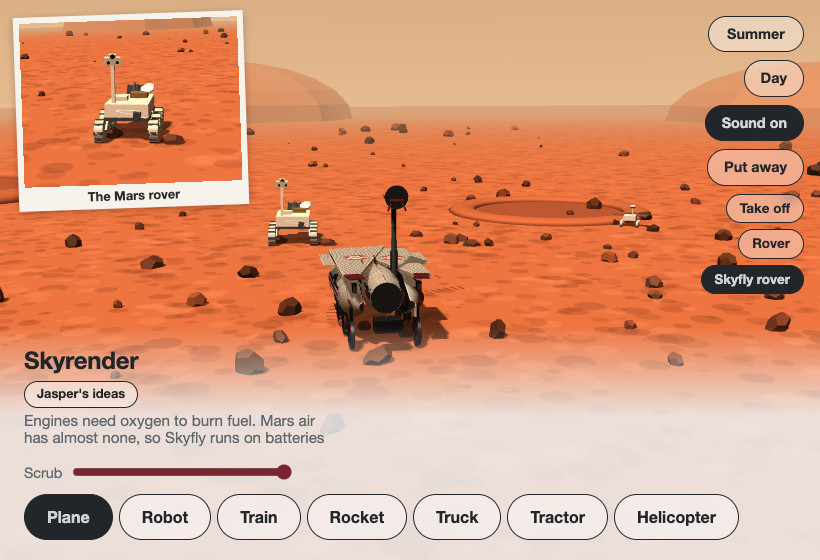 The Mars rover
Summer
Day
Sound on
Put away
Take off
Rover
Skyfly rover
Skyrender
Jasper's ideas
Engines need oxygen to burn fuel. Mars air
has almost none, so Skyfly runs on batteries
Scrub
Plane
Robot
Train
Rocket
Truck
Tractor
Helicopter